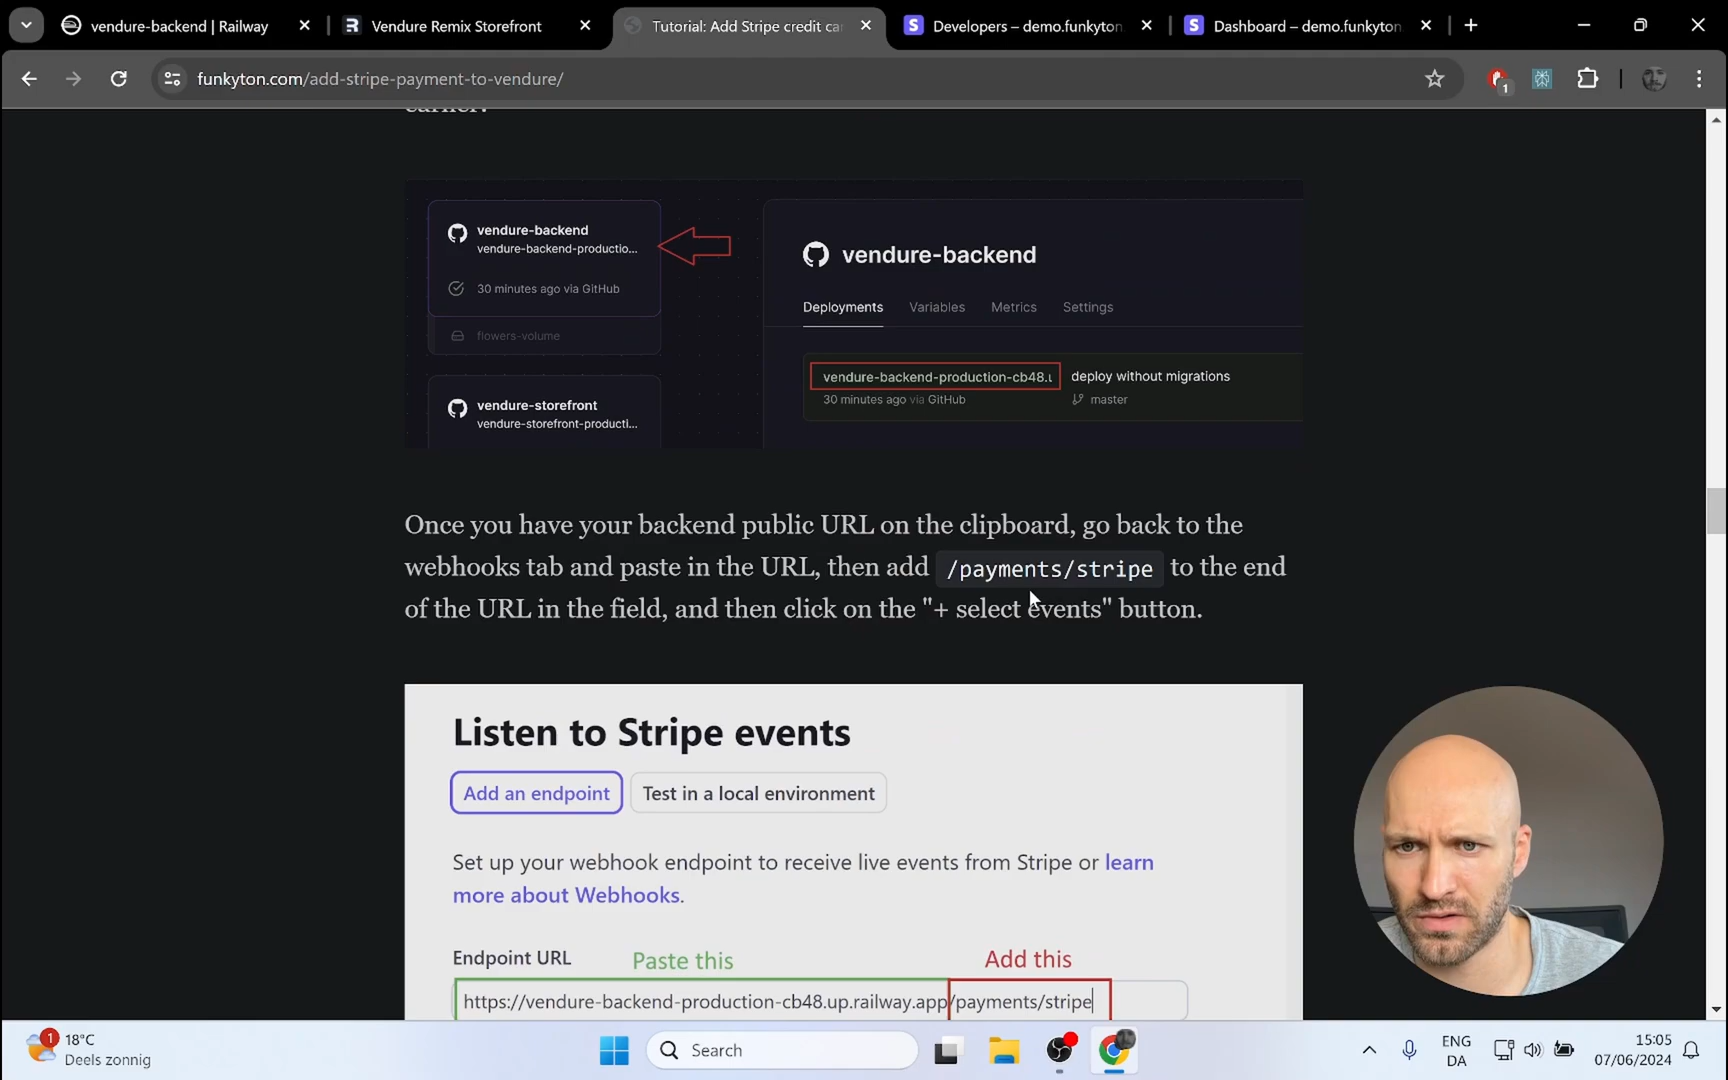 vendure-backend | Railway
Vendure Remix Storefront
Tutorial: Add Stripe credit car
Developers – demo.funkyton.
Dashboard – demo.funkyton.
funkyton.com/add-stripe-payment-to-vendure/
1
earlier.
vendure-backend
vendure-backend-productio...
30 minutes ago via GitHub
flowers-volume
vendure-storefront
vendure-storefront-producti...
vendure-backend
Deployments Variables Metrics Settings
vendure-backend-production-cb48.u deploy without migrations
30 minutes ago via GitHub master
Once you have your backend public URL on the clipboard, go back to the
webhooks tab and paste in the URL, then add /payments/stripe to the end
of the URL in the field, and then click on the "+ select events" button.
Listen to Stripe events
Add an endpoint Test in a local environment
Set up your webhook endpoint to receive live events from Stripe or learn
more about Webhooks.
Endpoint URL Paste this Add this
https://vendure-backend-production-cb48.up.railway.app/payments/stripe
1
18°C
Deels zonnig
Search
ENG
DA
15:05
07/06/2024